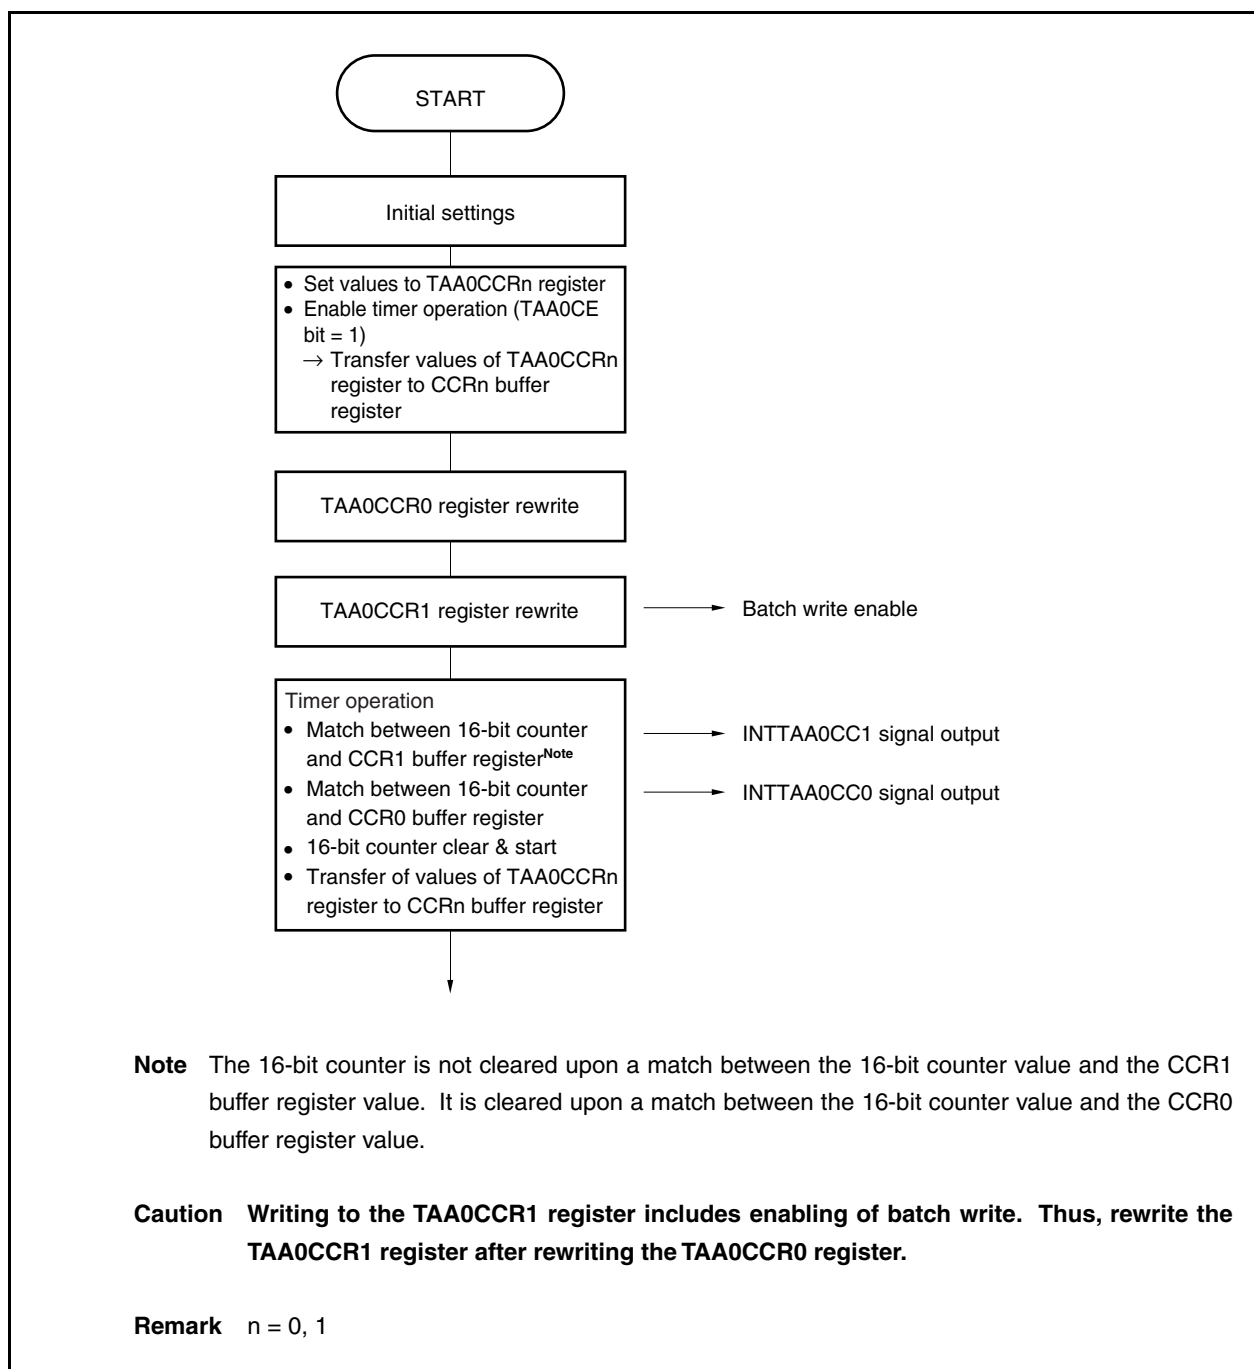 START
Initial settings
• Set values to TAA0CCRn register
• Enable timer operation (TAA0CE
bit = 1)
→ Transfer values of TAA0CCRn
register to CCRn buffer
register
TAA0CCR0 register rewrite
TAA0CCR1 register rewrite
Batch write enable
Timer operation
• Match between 16-bit counter
and CCR1 buffer registerNote
INTTAA0CC1 signal output
• Match between 16-bit counter
and CCR0 buffer register
INTTAA0CC0 signal output
• 16-bit counter clear & start
• Transfer of values of TAA0CCRn
register to CCRn buffer register
Note The 16-bit counter is not cleared upon a match between the 16-bit counter value and the CCR1
buffer register value. It is cleared upon a match between the 16-bit counter value and the CCR0
buffer register value.
Caution Writing to the TAA0CCR1 register includes enabling of batch write. Thus, rewrite the
TAA0CCR1 register after rewriting the TAA0CCR0 register.
Remark n = 0, 1